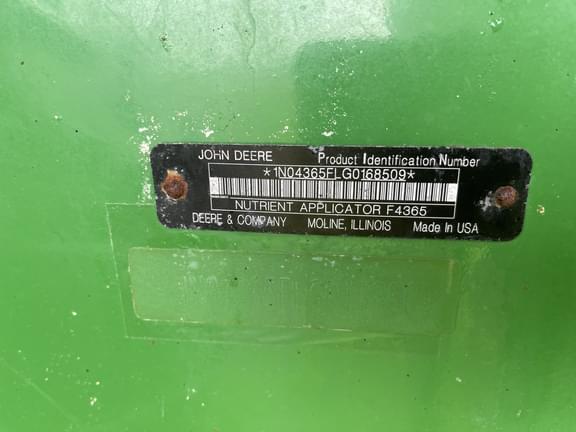 JOHN DEERE Product Identification Number
*1N04365FLG0168509*
NUTRIENT APPLICATOR F4365
DEERE & COMPANY MOLINE, ILLINOIS Made In USA